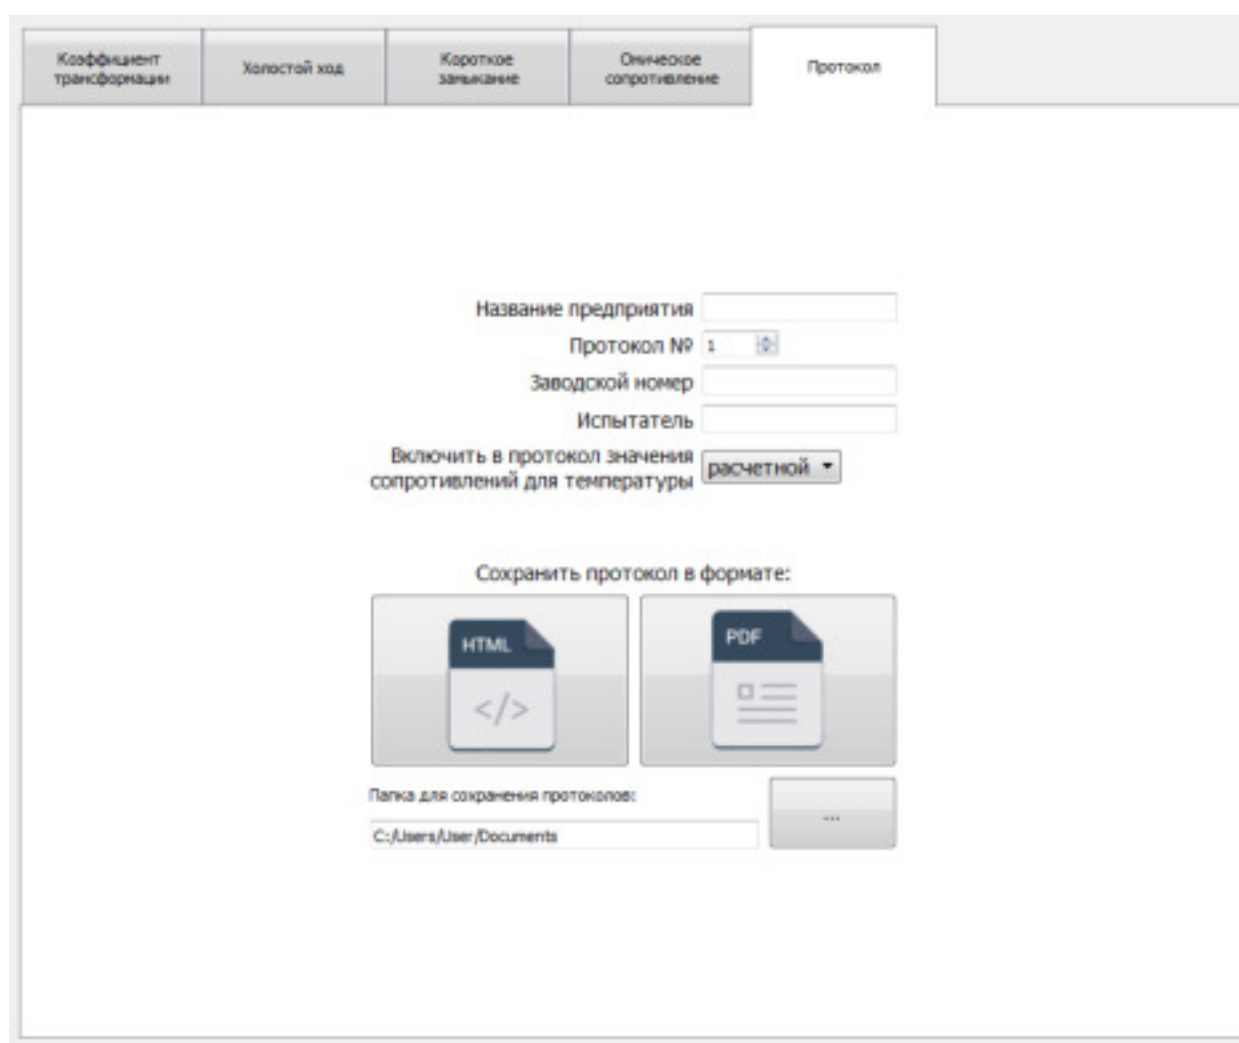 Коэффициент
трансформации
Холостой ход
Короткое
замыкание
Омическое
сопротивление
Протокол
Название предприятия
Протокол № 1
Заводской номер
Испытатель
Включить в протокол значения
сопротивлений для температуры
расчетной
Сохранить протокол в формате:
HTML
</>
PDF
Папка для сохранения протоколов:
...
C:/Users/User/Documents